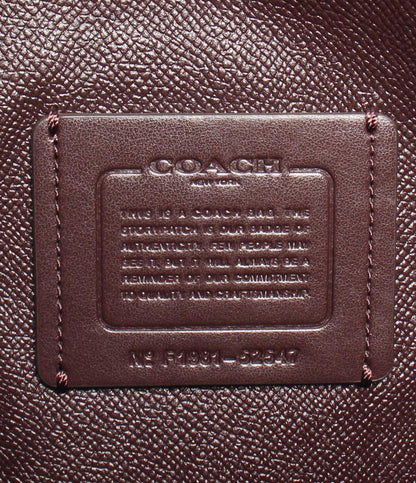 COACH
NEW YORK
THIS IS A COACH BAG. THE
STORYPATCH IS OUR BADGE OF
AUTHENTICITY. FEW PEOPLE MAY
SEE IT, BUT IT WILL ALWAYS BE A
REMINDER OF OUR COMMITMENT
TO QUALITY AND CRAFTSMANSHIP.
Nº F1981-52547